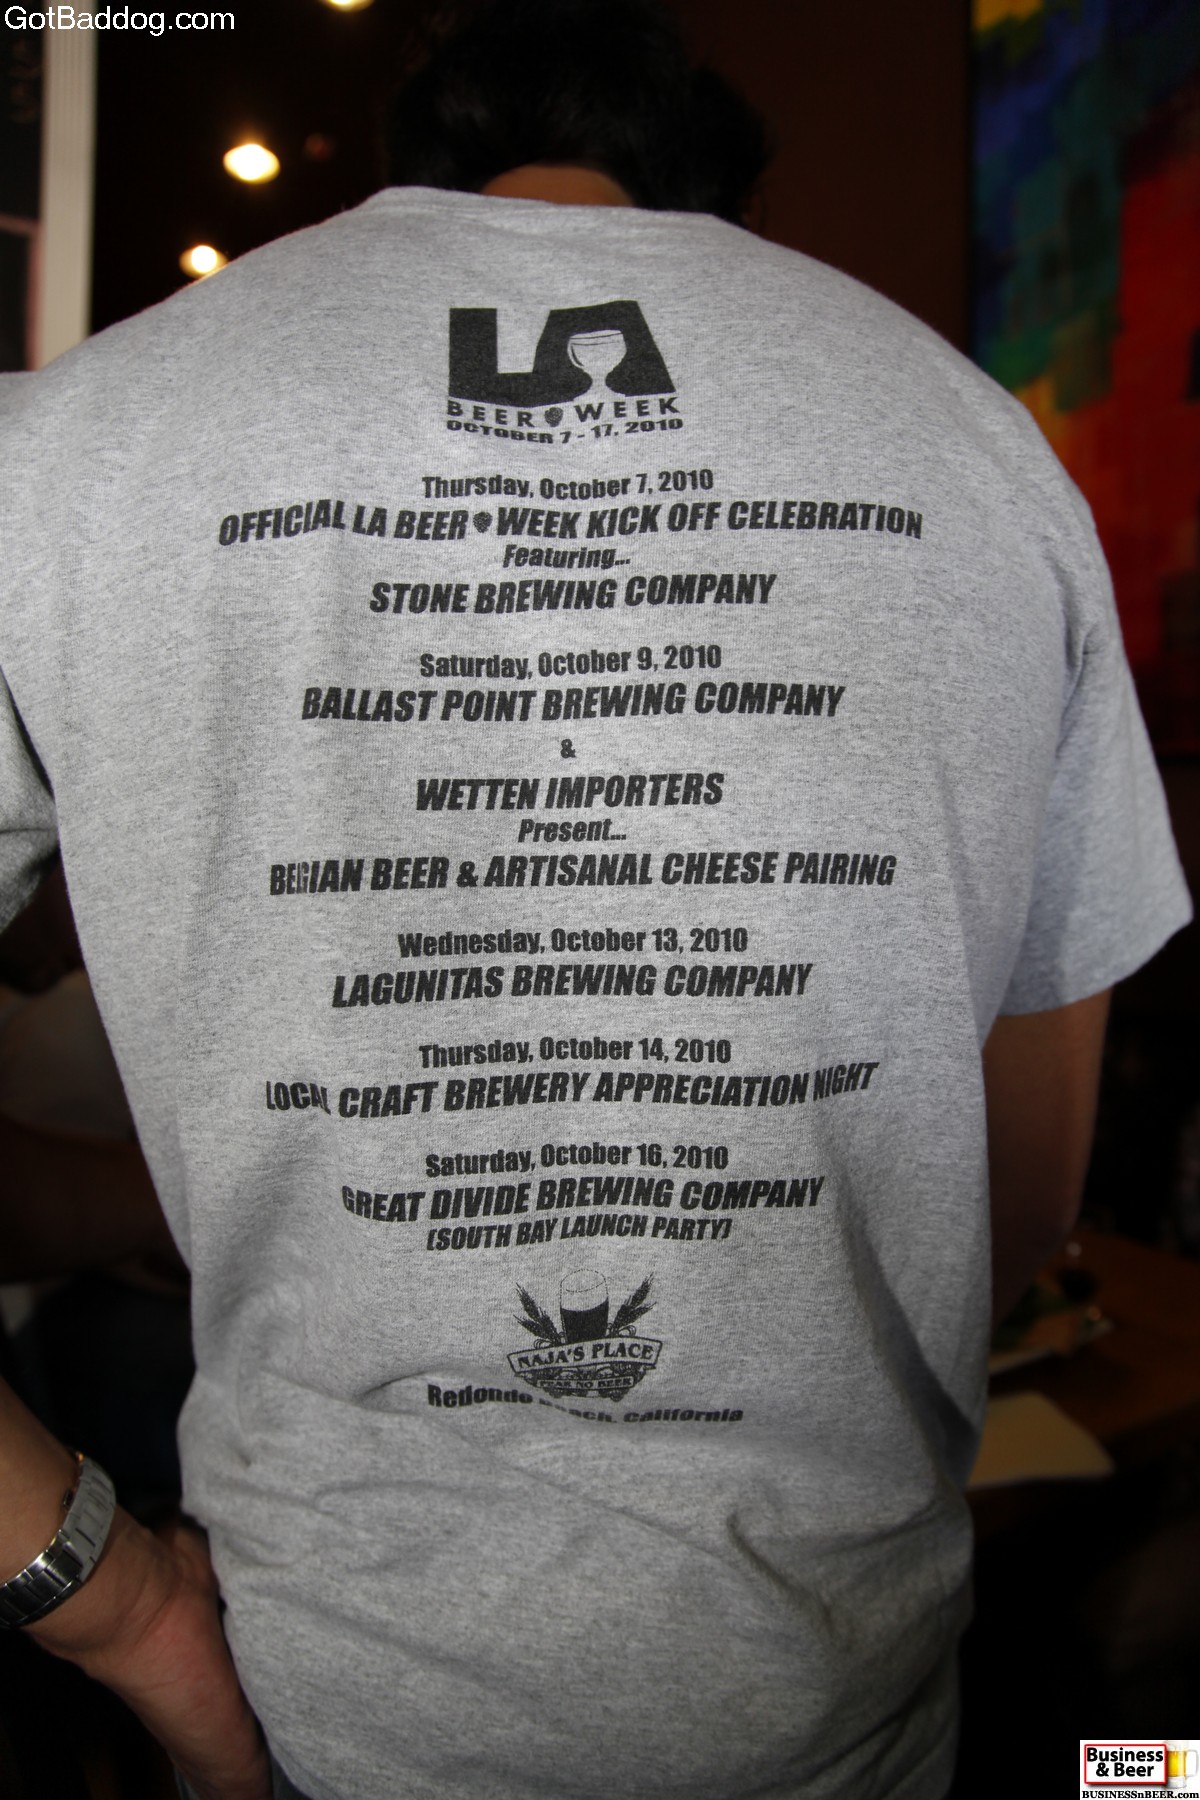 GotBaddog.com
LA
BEER WEEK
OCTOBER 7 - 17, 2010
Thursday, October 7, 2010
OFFICIAL LA BEER WEEK KICK OFF CELEBRATION
Featuring...
STONE BREWING COMPANY
Saturday, October 9, 2010
BALLAST POINT BREWING COMPANY
&
WETTEN IMPORTERS
Present...
BEER & ARTISANAL CHEESE PAIRING
Wednesday, October 13, 2010
LAGUNITAS BREWING COMPANY
Thursday, October 14, 2010
LOCAL CRAFT BREWERY APPRECIATION NIGHT
Saturday, October 16, 2010
GREAT DIVIDE BREWING COMPANY
(SOUTH BAY LAUNCH PARTY)
NAJA'S PLACE
FEAR NO BEER
Redondo Beach, California
Business
& Beer
BUSINESSnBEER.com